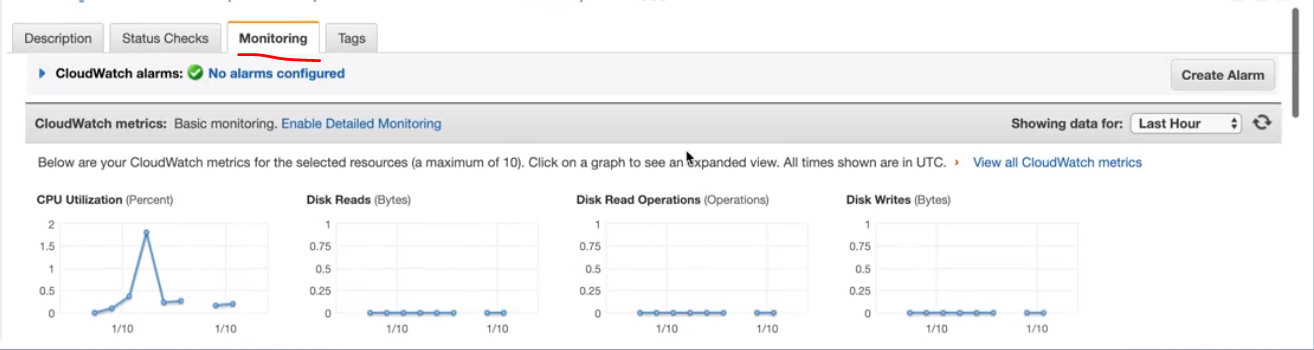 Description Status Checks Monitoring Tags
CloudWatch alarms: No alarms configured Create Alarm
CloudWatch metrics: Basic monitoring. Enable Detailed Monitoring Showing data for: Last Hour
Below are your CloudWatch metrics for the selected resources (a maximum of 10). Click on a graph to see an expanded view. All times shown are in UTC. View all CloudWatch metrics
CPU Utilization (Percent) Disk Reads (Bytes) Disk Read Operations (Operations) Disk Writes (Bytes)
2 1 1 1
1.5 0.75 0.75 0.75
1 0.5 0.5 0.5
0.5 0.25 0.25 0.25
0 0 0 0
1/10 1/10 1/10 1/10 1/10 1/10 1/10 1/10